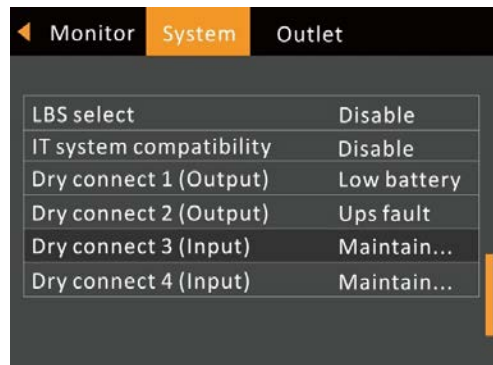 Monitor System Outlet
LBS select Disable
IT system compatibility Disable
Dry connect 1 (Output) Low battery
Dry connect 2 (Output) Ups fault
Dry connect 3 (Input) Maintain...
Dry connect 4 (Input) Maintain...